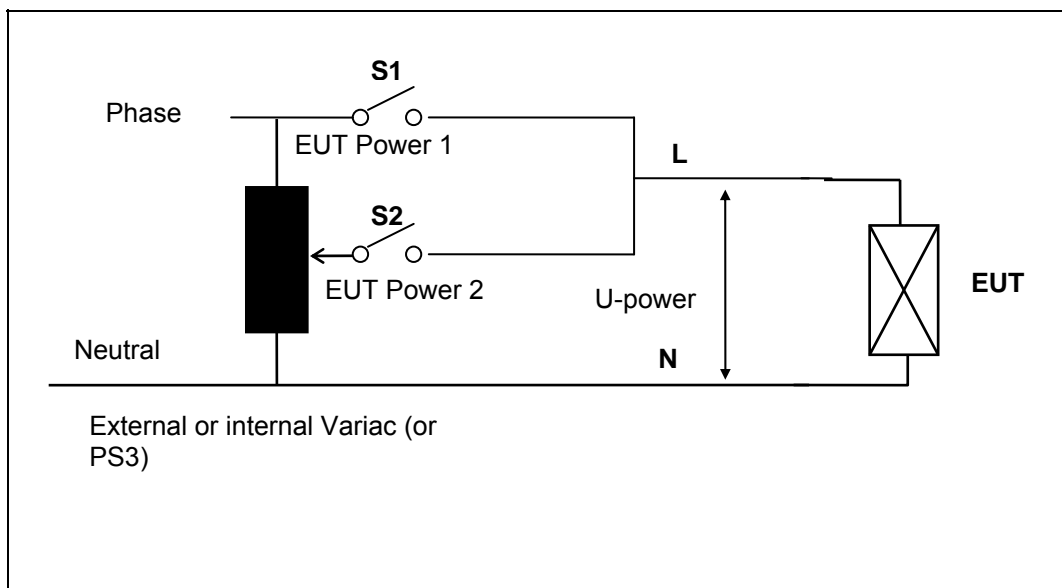 S1
Phase
EUT Power 1
L
S2
EUT Power 2
U-power
EUT
Neutral
N
External or internal Variac (or
PS3)